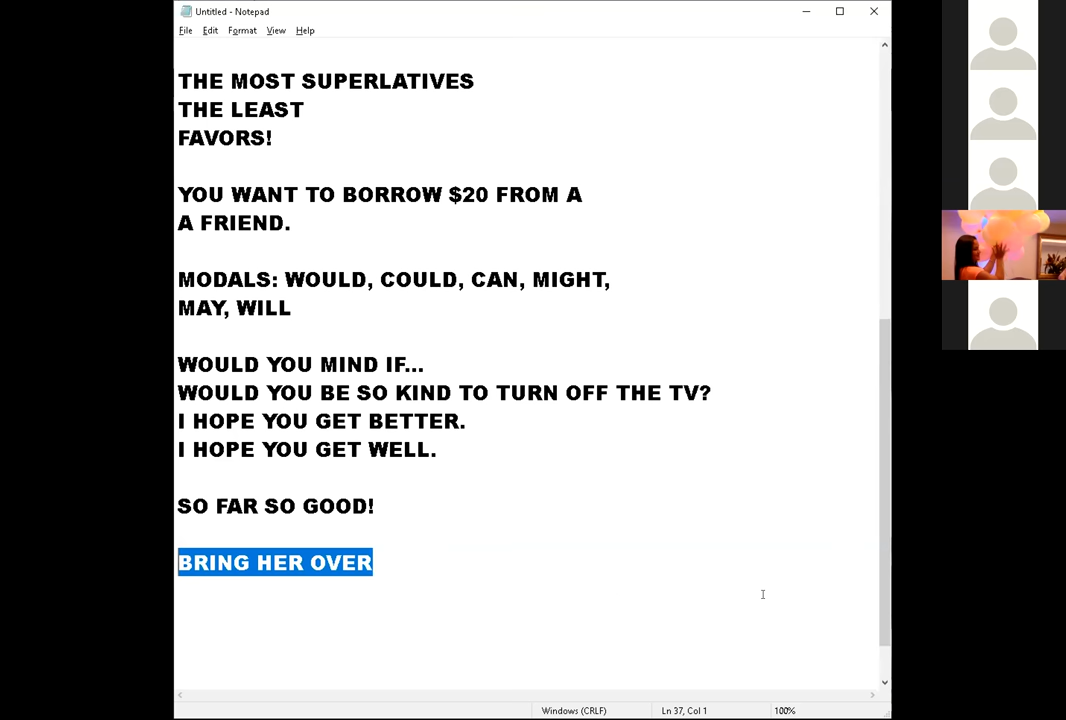 Untitled - Notepad
File Edit Format View Help
THE MOST SUPERLATIVES
THE LEAST
FAVORS!
YOU WANT TO BORROW $20 FROM A
A FRIEND.
MODALS: WOULD, COULD, CAN, MIGHT,
MAY, WILL
WOULD YOU MIND IF...
WOULD YOU BE SO KIND TO TURN OFF THE TV?
I HOPE YOU GET BETTER.
I HOPE YOU GET WELL.
SO FAR SO GOOD!
BRING HER OVER
Windows (CRLF) Ln 37, Col 1 100%